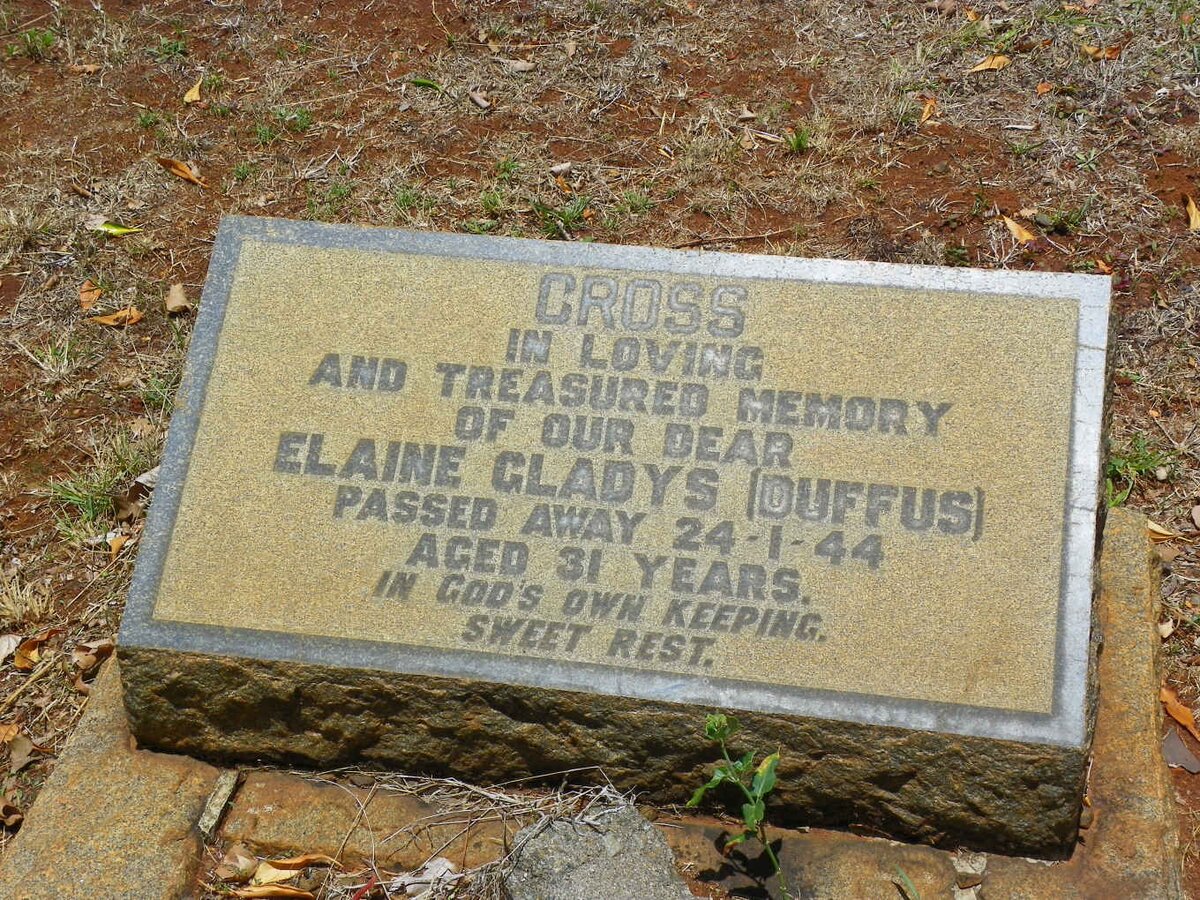 CROSS
IN LOVING
AND TREASURED MEMORY
OF OUR DEAR
ELAINE GLADYS (DUFFUS)
PASSED AWAY 24-1-44
AGED 31 YEARS.
IN GOD'S OWN KEEPING.
SWEET REST.